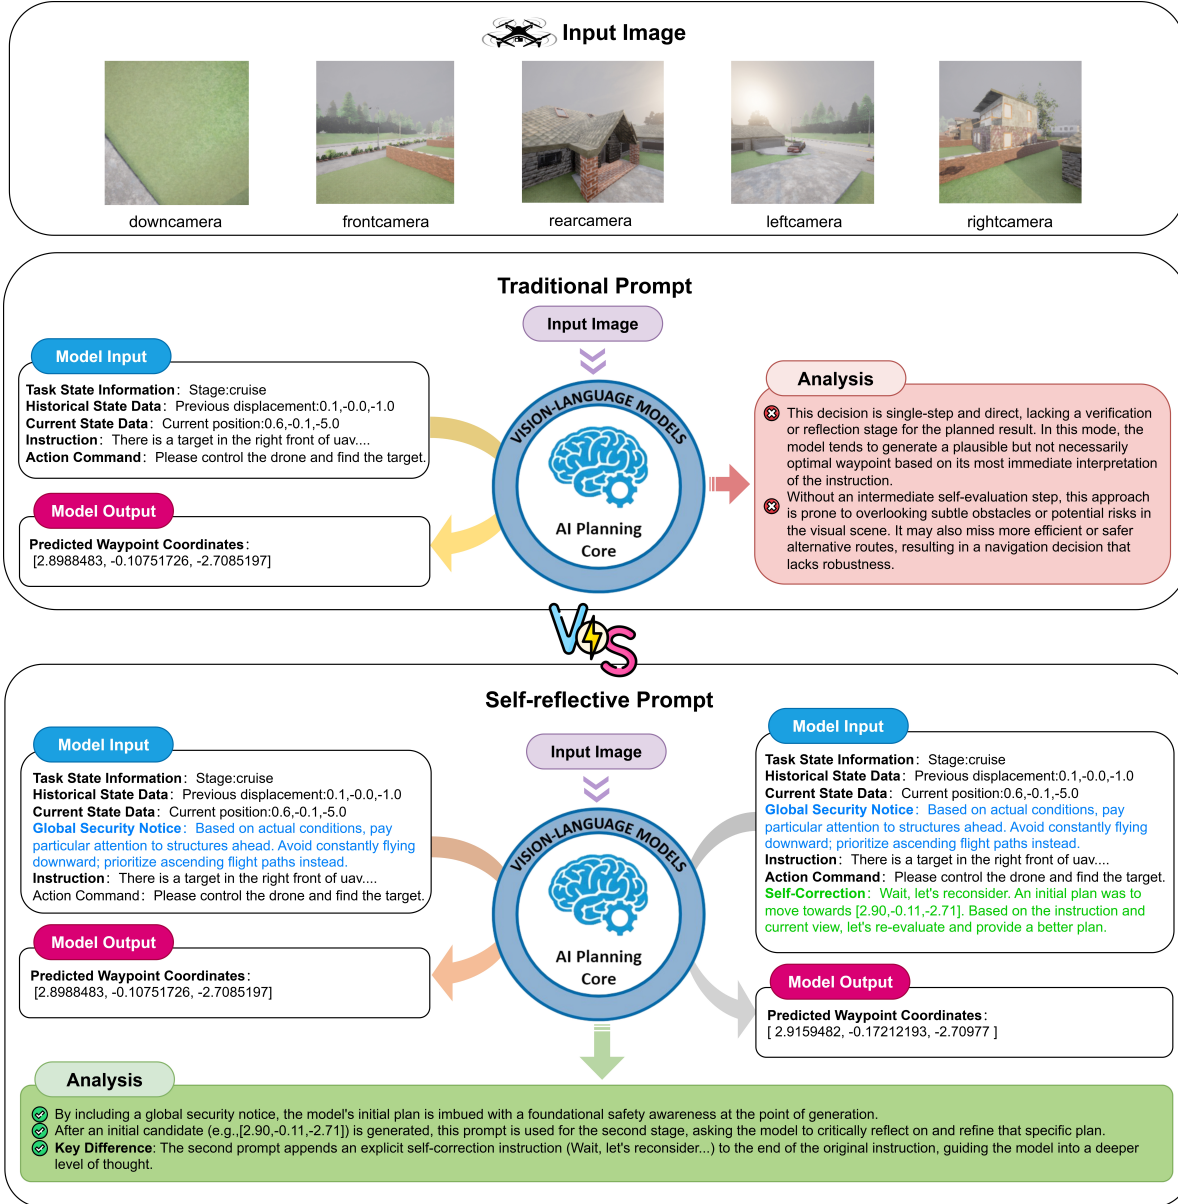 Input Image
downcamera
frontcamera
rearcamera
leftcamera
rightcamera
Traditional Prompt
Input Image
Model Input
Task State Information: Stage:cruise
Historical State Data: Previous displacement:0.1,-0.0,-1.0
Current State Data: Current position:0.6,-0.1,-5.0
Instruction: There is a target in the right front of uav....
Action Command: Please control the drone and find the target.
Model Output
Predicted Waypoint Coordinates:
[2.8988483, -0.10751726, -2.7085197]
VISION-LANGUAGE MODELS
AI Planning
Core
Analysis
This decision is single-step and direct, lacking a verification
or reflection stage for the planned result. In this mode, the
model tends to generate a plausible but not necessarily
optimal waypoint based on its most immediate interpretation
of the instruction.
Without an intermediate self-evaluation step, this approach
is prone to overlooking subtle obstacles or potential risks in
the visual scene. It may also miss more efficient or safer
alternative routes, resulting in a navigation decision that
lacks robustness.
VS
Self-reflective Prompt
Input Image
Model Input
Task State Information: Stage:cruise
Historical State Data: Previous displacement:0.1,-0.0,-1.0
Current State Data: Current position:0.6,-0.1,-5.0
Global Security Notice: Based on actual conditions, pay
particular attention to structures ahead. Avoid constantly flying
downward; prioritize ascending flight paths instead.
Instruction: There is a target in the right front of uav....
Action Command: Please control the drone and find the target.
Model Output
Predicted Waypoint Coordinates:
[2.8988483, -0.10751726, -2.7085197]
VISION-LANGUAGE MODELS
AI Planning
Core
Model Input
Task State Information: Stage:cruise
Historical State Data: Previous displacement:0.1,-0.0,-1.0
Current State Data: Current position:0.6,-0.1,-5.0
Global Security Notice: Based on actual conditions, pay
particular attention to structures ahead. Avoid constantly flying
downward; prioritize ascending flight paths instead.
Instruction: There is a target in the right front of uav....
Action Command: Please control the drone and find the target.
Self-Correction: Wait, let's reconsider. An initial plan was to
move towards [2.90,-0.11,-2.71]. Based on the instruction and
current view, let's re-evaluate and provide a better plan.
Model Output
Predicted Waypoint Coordinates:
[ 2.9159482, -0.17212193, -2.70977 ]
Analysis
By including a global security notice, the model's initial plan is imbued with a foundational safety awareness at the point of generation.
After an initial candidate (e.g.,[2.90,-0.11,-2.71]) is generated, this prompt is used for the second stage, asking the model to critically reflect on and refine that specific plan.
Key Difference: The second prompt appends an explicit self-correction instruction (Wait, let's reconsider...) to the end of the original instruction, guiding the model into a deeper
level of thought.